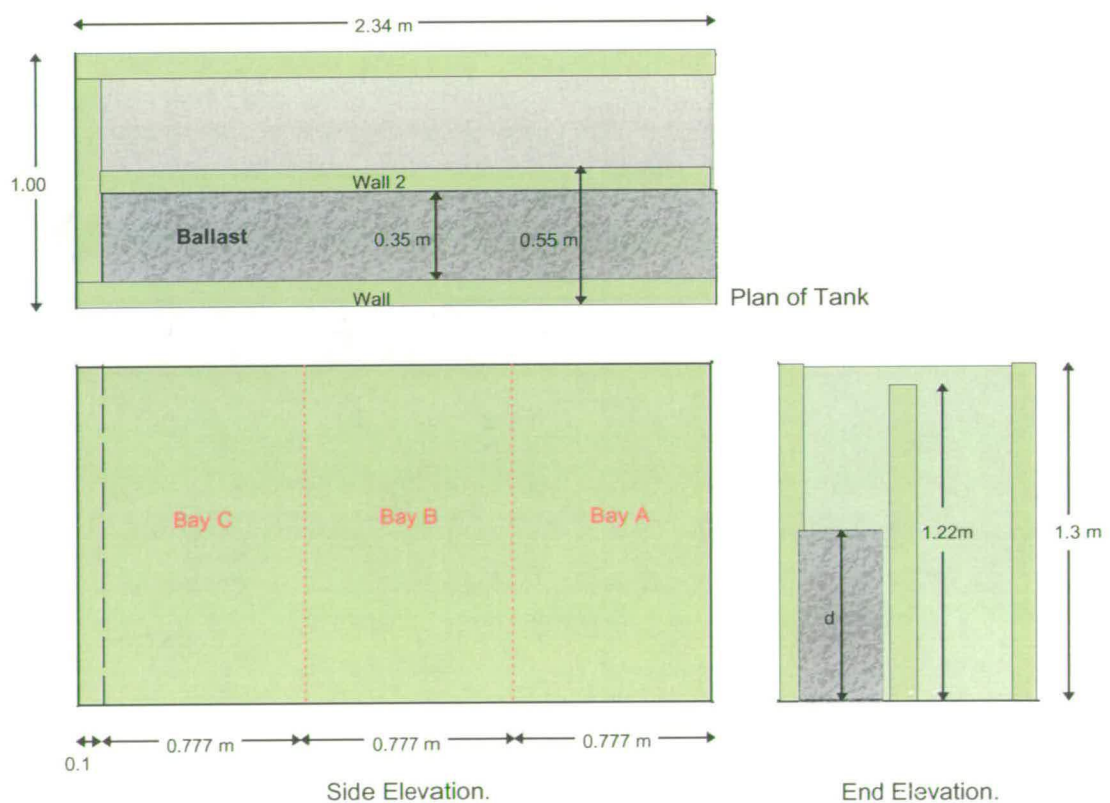 2.34 m
1.00
Wall 2
Ballast
0.35 m
0.55 m
Wall
Plan of Tank
Bay C
Bay B
Bay A
1.22m
1.3 m
d
0.777 m
0.777 m
0.777 m
0.1
Side Elevation.
End Elevation.